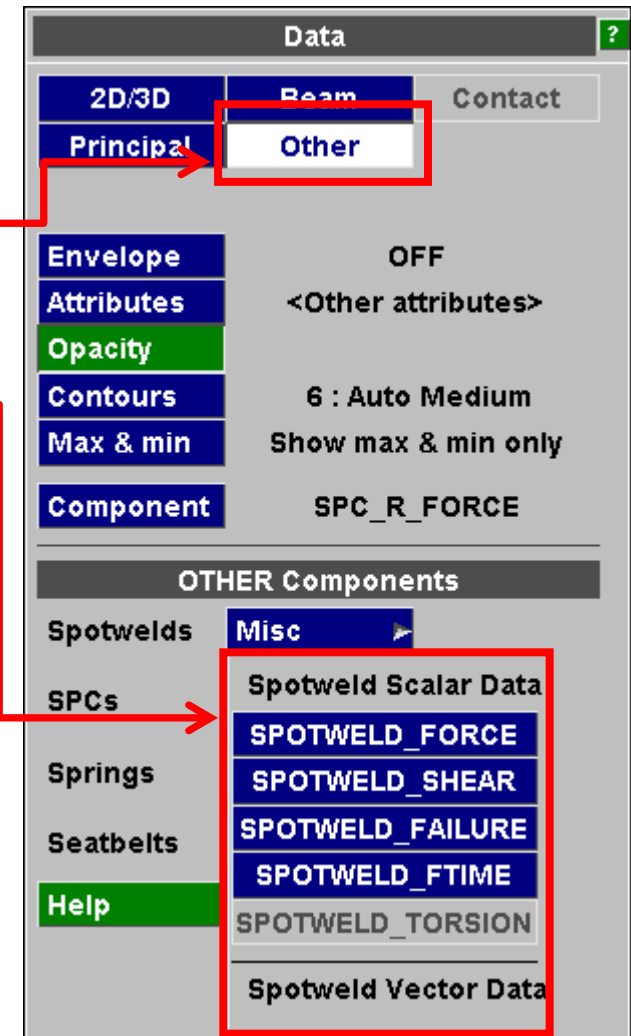 Data ?
2D/3D Beam Contact
Principal Other
Envelope OFF
Attributes <Other attributes>
Opacity
Contours 6 : Auto Medium
Max & min Show max & min only
Component SPC_R_FORCE
OTHER Components
Spotwelds Misc
SPCs Spotweld Scalar Data
SPOTWELD_FORCE
Springs SPOTWELD_SHEAR
Seatbelts SPOTWELD_FAILURE
SPOTWELD_FTIME
Help SPOTWELD_TORSION
Spotweld Vector Data